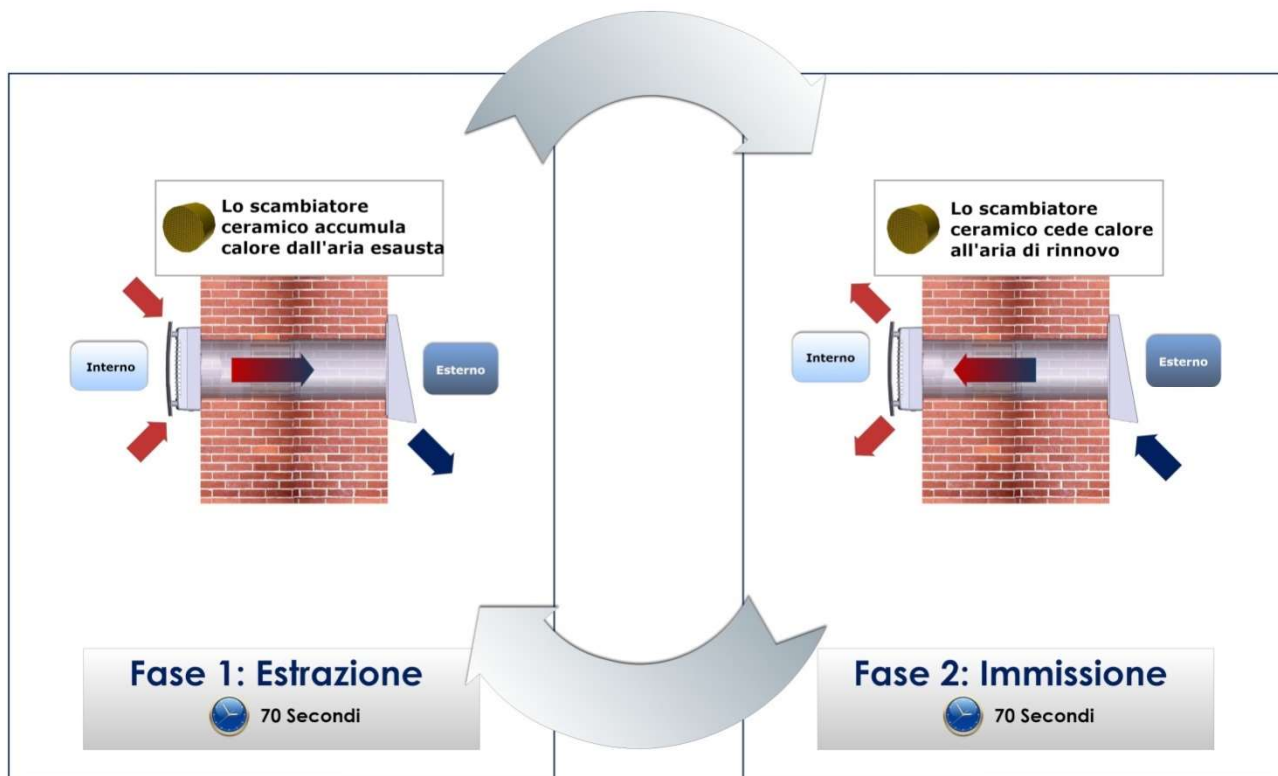 Lo scambiatore
ceramico accumula
calore dall'aria esausta
Interno
Esterno
Fase 1: Estrazione
70 Secondi
Lo scambiatore
ceramico cede calore
all'aria di rinnovo
Interno
Esterno
Fase 2: Immissione
70 Secondi